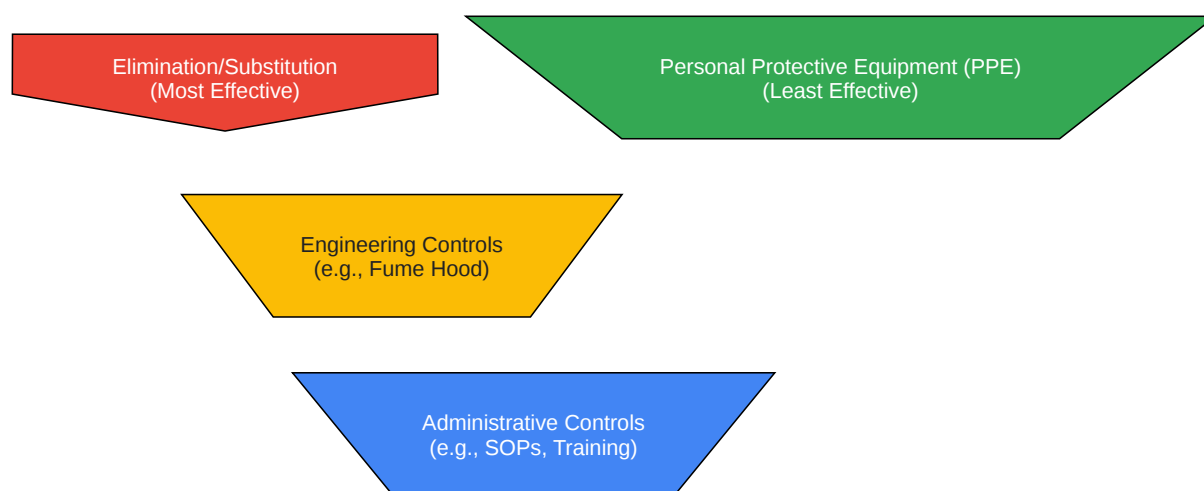 Elimination/Substitution
(Most Effective)
Personal Protective Equipment (PPE)
(Least Effective)
Engineering Controls
(e.g., Fume Hood)
Administrative Controls
(e.g., SOPs, Training)